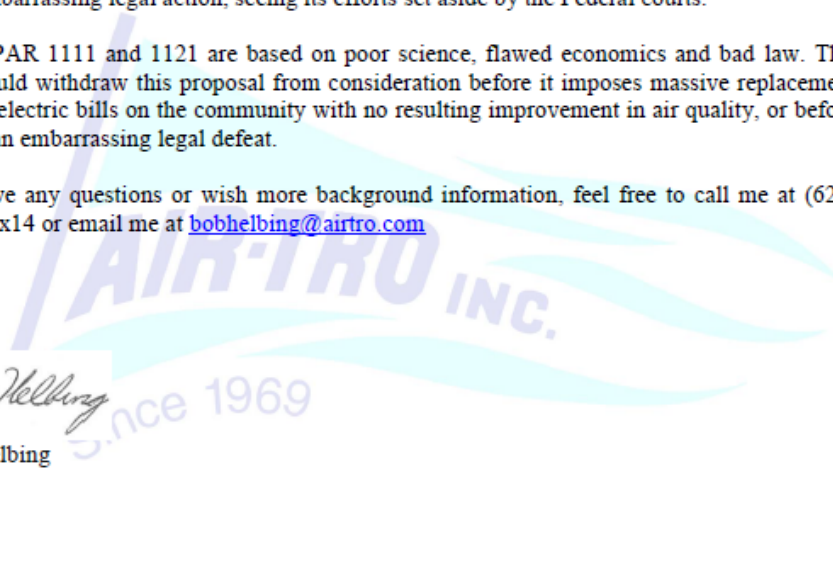 barrassing legal action, seeing its efforts set aside by the Federal courts.
PAR 1111 and 1121 are based on poor science, flawed economics and bad law. Th
uld withdraw this proposal from consideration before it imposes massive replaceme
electric bills on the community with no resulting improvement in air quality, or befo
n embarrassing legal defeat.
ve any questions or wish more background information, feel free to call me at (62
x14 or email me at bobhelbing@airtro.com
AIR-TRO INC.
Helbing
Since 1969
lbing